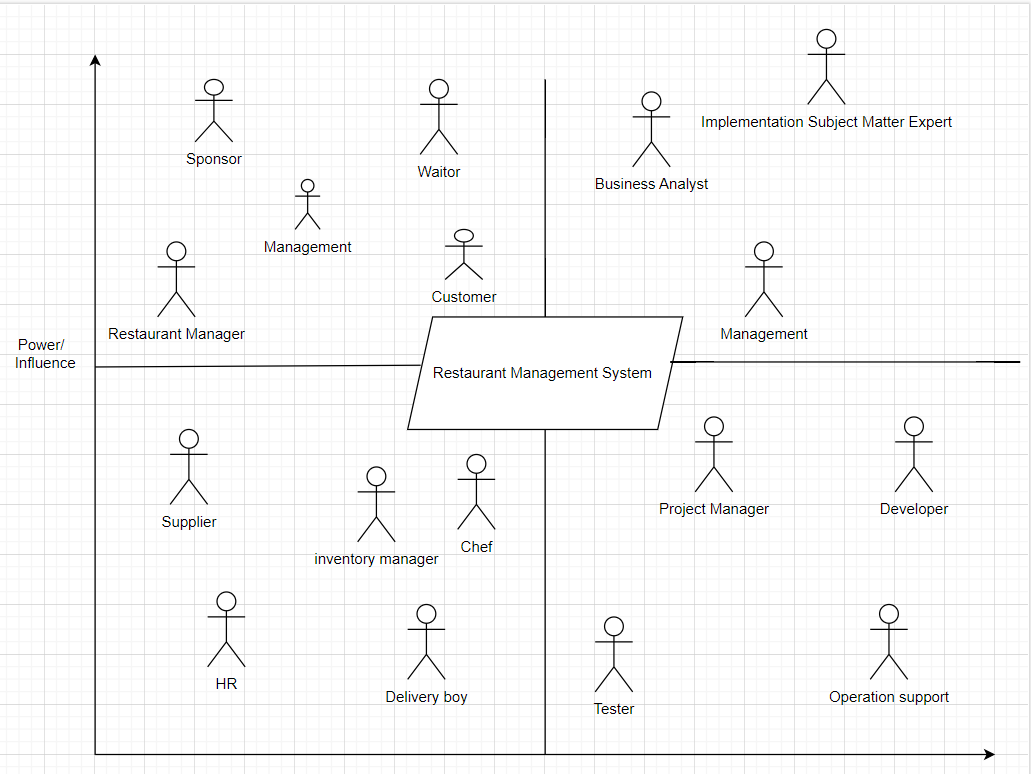 Implementation Subject Matter Expert
Sponsor
Waitor
Business Analyst
Management
Customer
Restaurant Manager
Management
Power/
Influence
Restaurant Management System
Supplier
Project Manager
Developer
Chef
inventory manager
HR
Delivery boy
Tester
Operation support